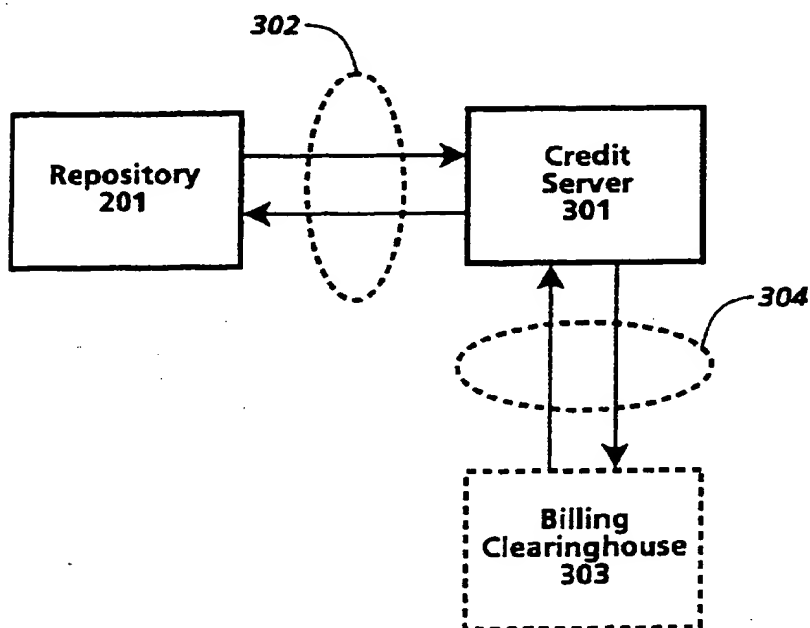 302
Repository
201
Credit
Server
301
304
Billing
Clearinghouse
303